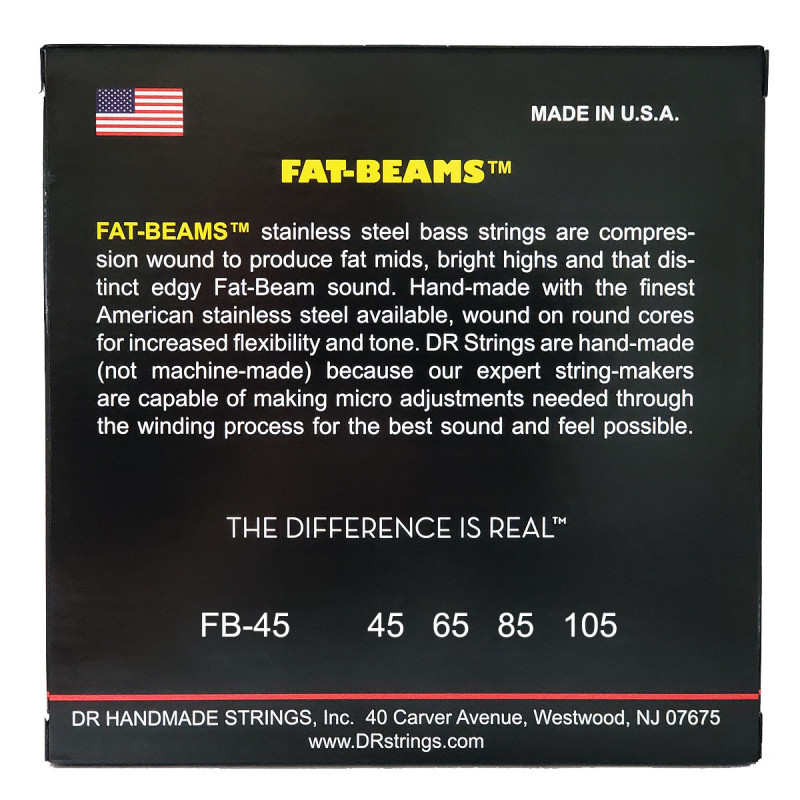 MADE IN U.S.A.
FAT-BEAMS™
FAT-BEAMS™ stainless steel bass strings are compres-
sion wound to produce fat mids, bright highs and that dis-
tinct edgy Fat-Beam sound. Hand-made with the finest
American stainless steel available, wound on round cores
for increased flexibility and tone. DR Strings are hand-made
(not machine-made) because our expert string-makers
are capable of making micro adjustments needed through
the winding process for the best sound and feel possible.
THE DIFFERENCE IS REAL™
FB-45 45 65 85 105
DR HANDMADE STRINGS, Inc. 40 Carver Avenue, Westwood, NJ 07675
www.DRstrings.com